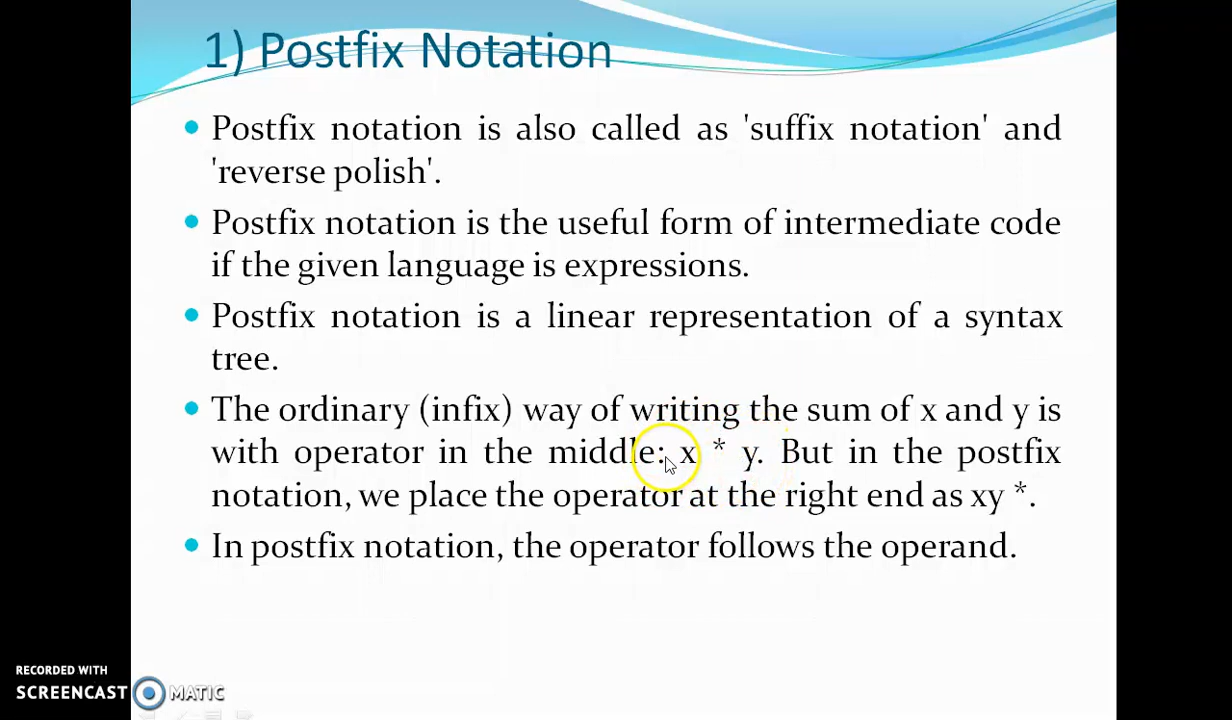 1) Postfix Notation
Postfix notation is also called as 'suffix notation' and
'reverse polish'.
Postfix notation is the useful form of intermediate code
if the given language is expressions.
Postfix notation is a linear representation of a syntax
tree.
The ordinary (infix) way of writing the sum of x and y is
with operator in the middle: x * y. But in the postfix
notation, we place the operator at the right end as xy *.
In postfix notation, the operator follows the operand.
RECORDED WITH
SCREENCAST MATIC